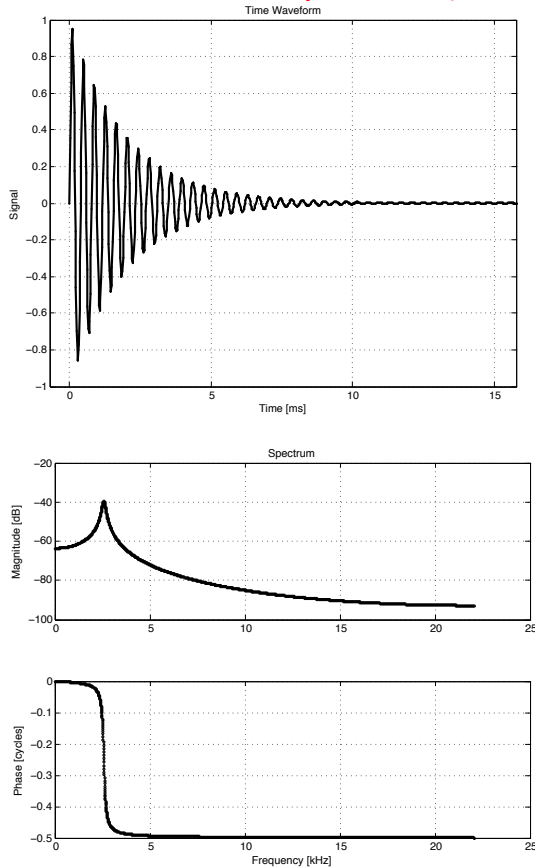 Time Waveform
1
0.8
0.6
0.4
0.2
0
−0.2
−0.4
−0.6
−0.8
−1
Signal
0 5 10 15
Time [ms]
Spectrum
−20
−40
−60
−80
−100
Magnitude [dB]
0 5 10 15 20 25
0
−0.1
−0.2
−0.3
−0.4
−0.5
Phase [cycles]
0 5 10 15 20 25
Frequency [kHz]